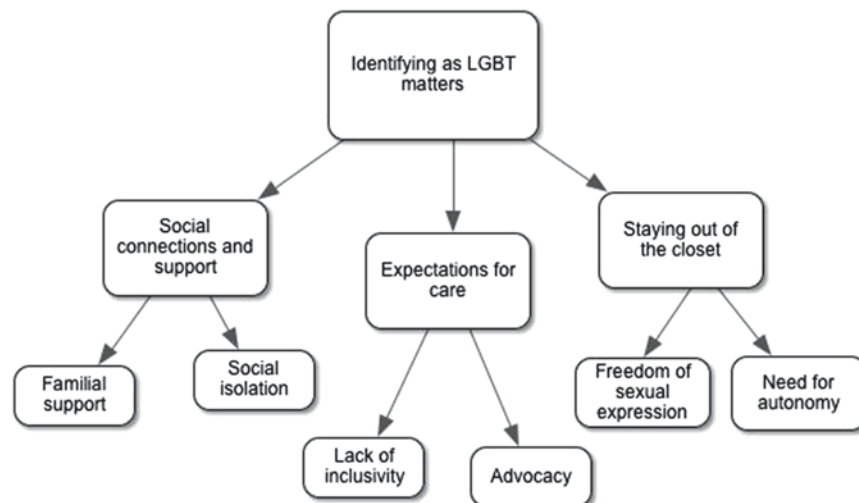 Identifying as LGBT
matters
Social
connections and
support
Expectations for
care
Staying out of
the closet
Familial
support
Social
isolation
Lack of
inclusivity
Advocacy
Freedom of
sexual
expression
Need for
autonomy